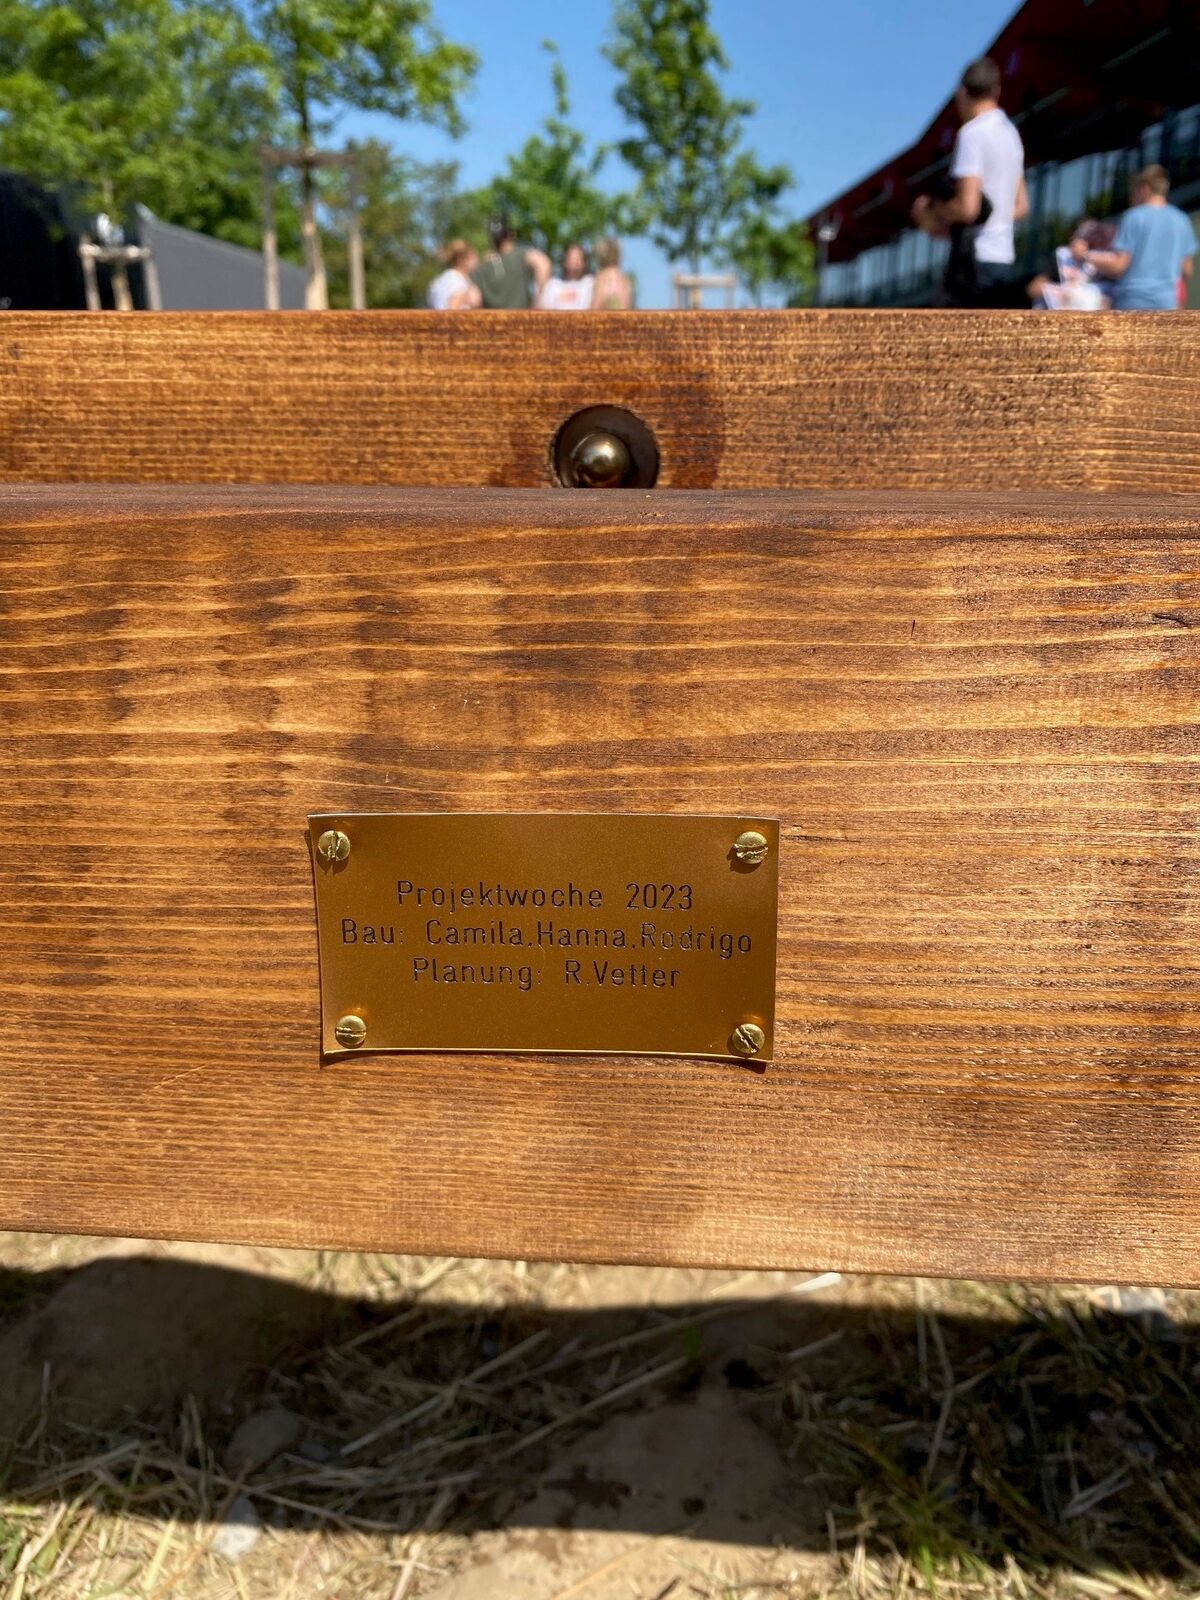 Projektwoche 2023
Bau: Camila,Hanna,Rodrigo
Planung: R.Vetter